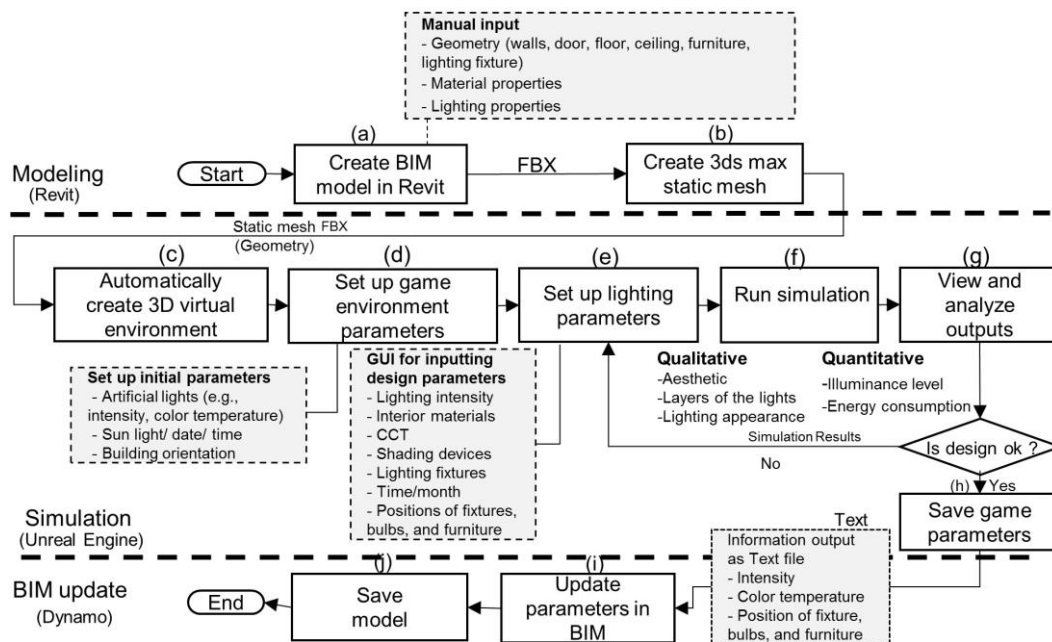 Manual input
- Geometry (walls, door, floor, ceiling, furniture,
lighting fixture)
- Material properties
- Lighting properties
(a)
(b)
Modeling
(Revit)
Start
Create BIM
model in Revit
FBX
Create 3ds max
static mesh
Static mesh FBX
(Geometry)
(c)
(d)
(e)
(f)
(g)
Automatically
create 3D virtual
environment
Set up game
environment
parameters
Set up lighting
parameters
Run simulation
View and
analyze
outputs
Set up initial parameters
- Artificial lights (e.g.,
intensity, color temperature)
- Sun light/ date/ time
- Building orientation
GUI for inputting
design parameters
- Lighting intensity
- Interior materials
- CCT
- Shading devices
- Lighting fixtures
- Time/month
- Positions of fixtures,
bulbs, and furniture
Qualitative
-Aesthetic
-Layers of the lights
-Lighting appearance
Quantitative
-Illuminance level
-Energy consumption
Simulation Results
No
Is design ok ?
(h)
Yes
Save game
parameters
Simulation
(Unreal Engine)
Text
Information output
as Text file
- Intensity
- Color temperature
- Position of fixture,
bulbs, and furniture
BIM update
(Dynamo)
End
(j)
Save
model
(i)
Update
parameters in
BIM